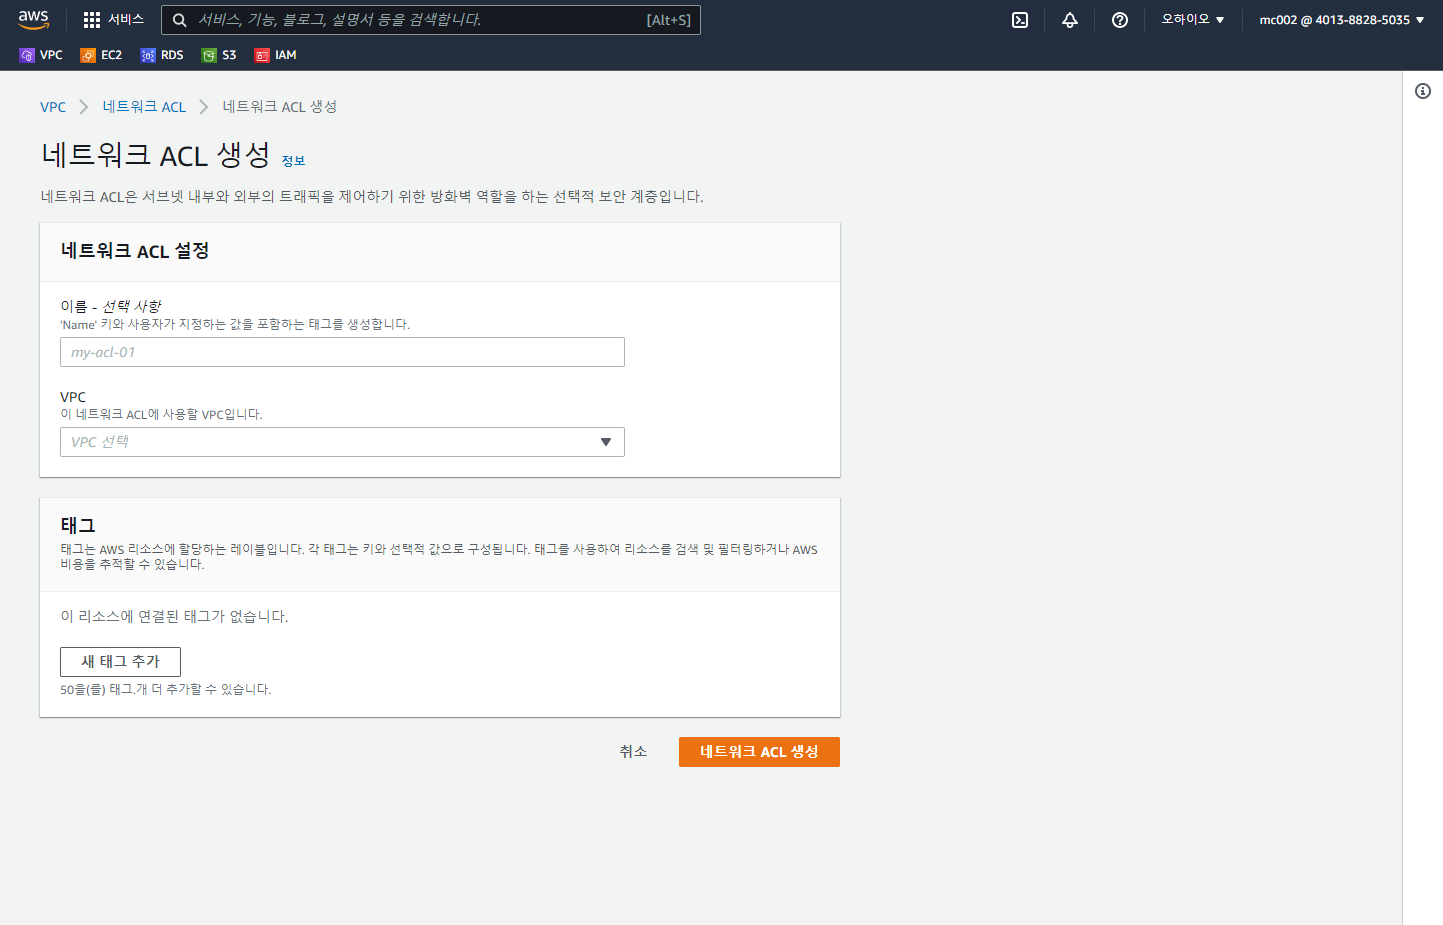 aws
서비스
서비스, 기능, 블로그, 설명서 등을 검색합니다.
[Alt+S]
오하이오
mc002 @ 4013-8828-5035
VPC
EC2
RDS
S3
IAM
VPC
네트워크 ACL
네트워크 ACL 생성
네트워크 ACL 생성 정보
네트워크 ACL은 서브넷 내부와 외부의 트래픽을 제어하기 위한 방화벽 역할을 하는 선택적 보안 계층입니다.
네트워크 ACL 설정
이름 - 선택 사항
'Name' 키와 사용자가 지정하는 값을 포함하는 태그를 생성합니다.
my-acl-01
VPC
이 네트워크 ACL에 사용할 VPC입니다.
VPC 선택
태그
태그는 AWS 리소스에 할당하는 레이블입니다. 각 태그는 키와 선택적 값으로 구성됩니다. 태그를 사용하여 리소스를 검색 및 필터링하거나 AWS
비용을 추적할 수 있습니다.
이 리소스에 연결된 태그가 없습니다.
새 태그 추가
50을(를) 태그.개 더 추가할 수 있습니다.
취소
네트워크 ACL 생성